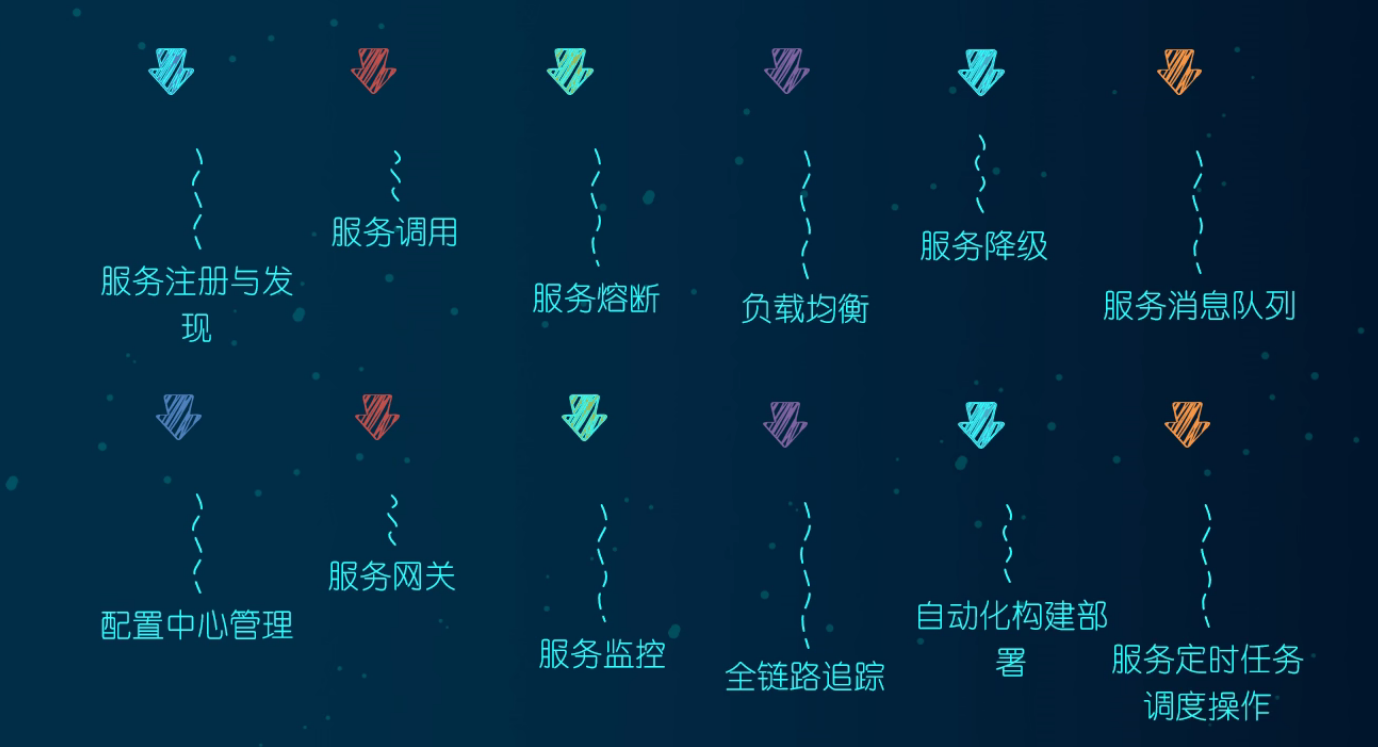 服务注册与发
现
服务调用
服务熔断
负载均衡
服务降级
服务消息队列
配置中心管理
服务网关
服务监控
全链路追踪
自动化构建部
署
服务定时任务
调度操作